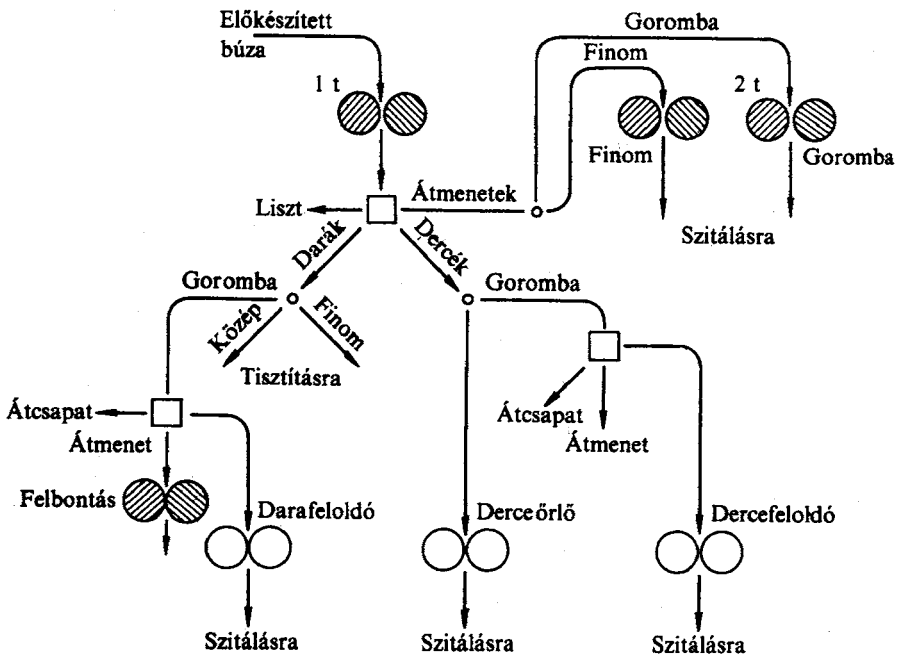 Előkészített
búza
Goromba
Finom
1 t
2 t
Finom
Goromba
Átmenetek
Liszt
Szitálásra
Darák
Dercék
Goromba
Goromba
Közép
Finom
Tisztításra
Átcsapat
Átmenet
Átcsapat
Átmenet
Felbontás
Darafeloldó
Derceőrlő
Dercefeloldó
Szitálásra
Szitálásra
Szitálásra